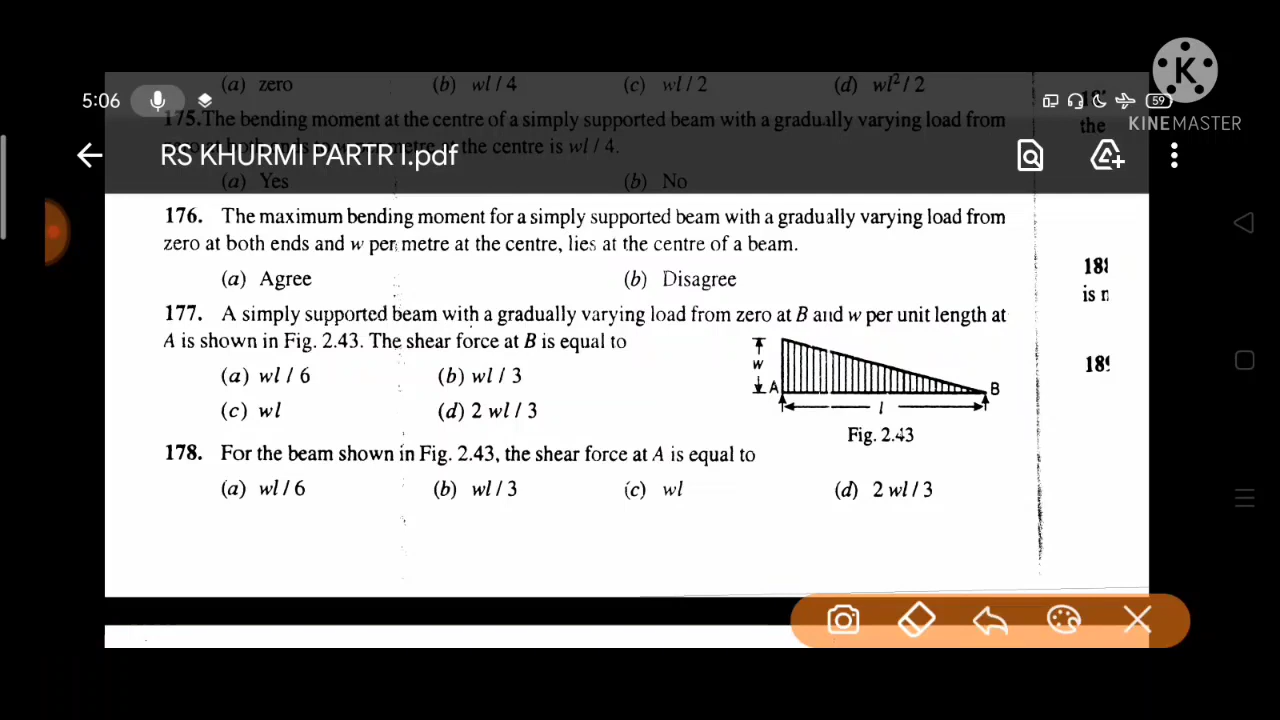 (a) zero (b) wl / 4 (c) wl / 2 (d) wl² / 2
5:06 59
K
KINEMASTER
175. The bending moment at the centre of a simply supported beam with a gradually varying load from the
RS KHURMI PARTR I.pdf the centre is wl / 4.
(a) Yes (b) No
176. The maximum bending moment for a simply supported beam with a gradually varying load from
zero at both ends and w per metre at the centre, lies at the centre of a beam.
(a) Agree (b) Disagree
177. A simply supported beam with a gradually varying load from zero at B and w per unit length at
A is shown in Fig. 2.43. The shear force at B is equal to
(a) wl / 6 (b) wl / 3
(c) wl (d) 2 wl / 3
w A B
l
Fig. 2.43
178. For the beam shown in Fig. 2.43, the shear force at A is equal to
(a) wl / 6 (b) wl / 3 (c) wl (d) 2 wl / 3
188
is n